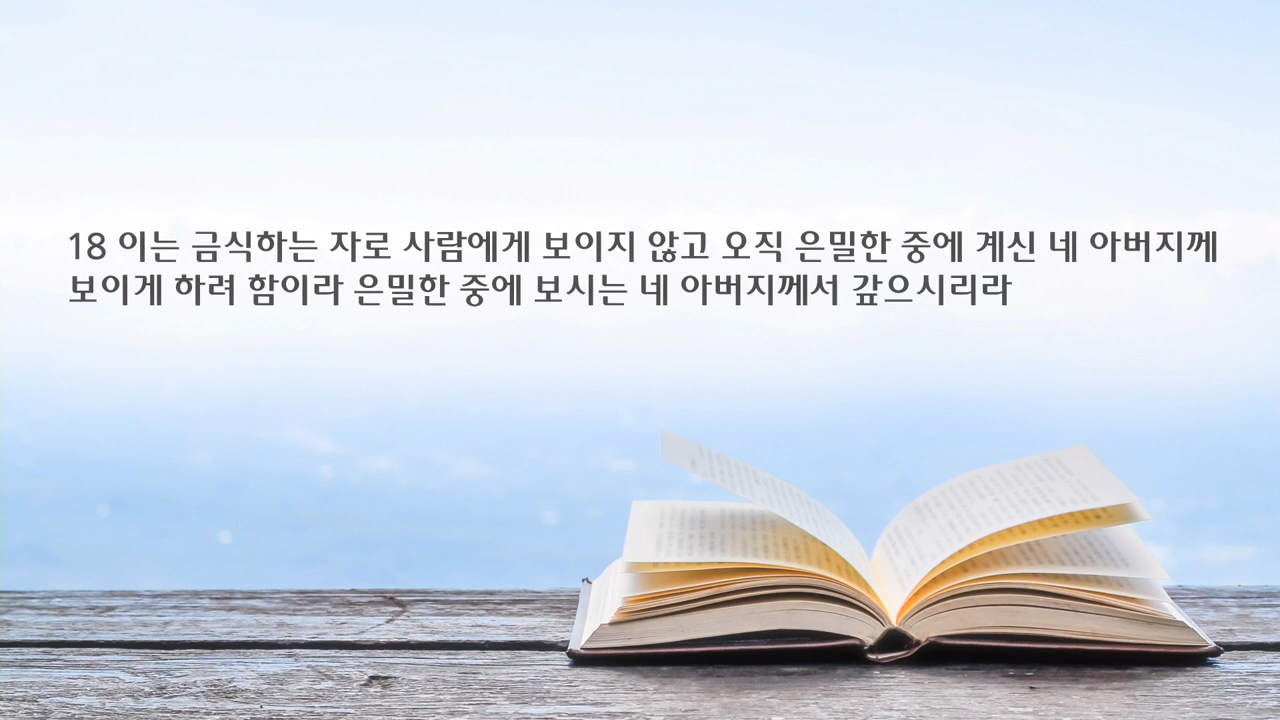 18 이는 금식하는 자로 사람에게 보이지 않고 오직 은밀한 중에 계신 네 아버지께
보이게 하려 함이라 은밀한 중에 보시는 네 아버지께서 갚으시리라